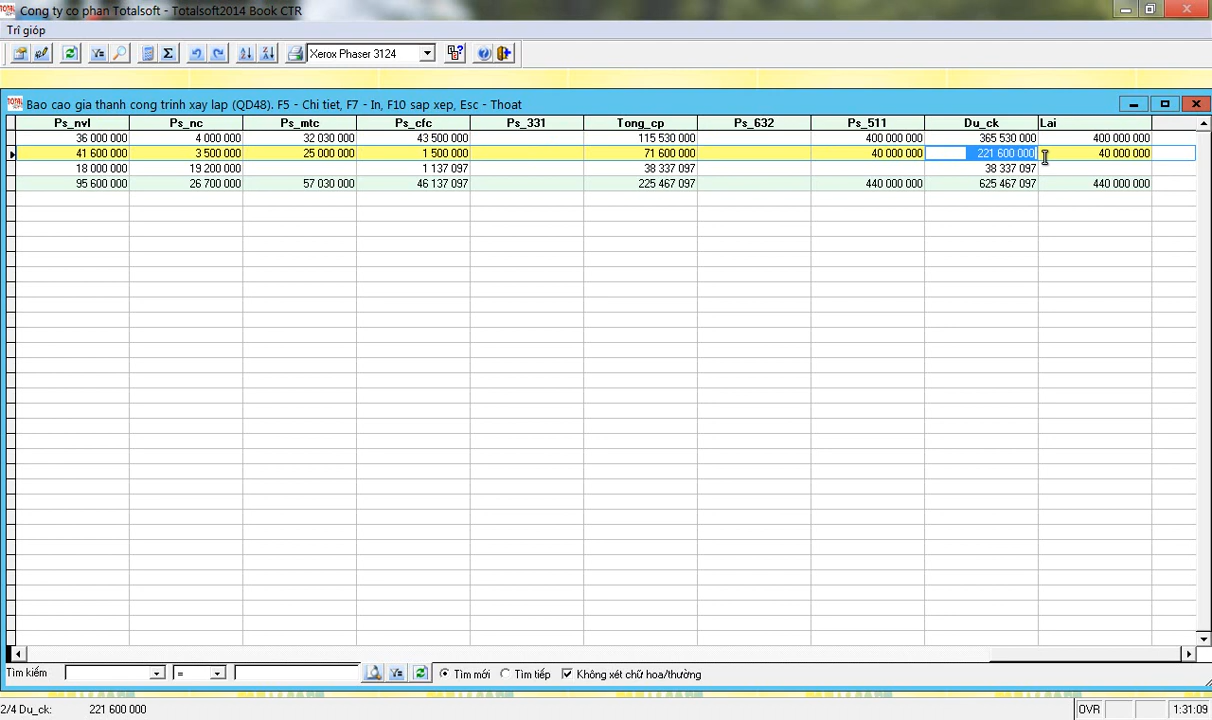 Cong ty co phan Totalsoft - Totalsoft2014 Book CTR
Trî gióp
Xerox Phaser 3124
Bao cao gia thanh cong trinh xay lap (QD48). F5 - Chi tiet, F7 - In, F10 sap xep, Esc - Thoat
Ps_nvl Ps_nc Ps_mtc Ps_cfc Ps_331 Tong_cp Ps_632 Ps_511 Du_ck Lai
36 000 000 4 000 000 32 030 000 43 500 000 115 530 000 400 000 000 365 530 000 400 000 000
41 600 000 3 500 000 25 000 000 1 500 000 71 600 000 40 000 000 221 600 000 40 000 000
18 000 000 19 200 000 1 137 097 38 337 097 38 337 097
95 600 000 26 700 000 57 030 000 46 137 097 225 467 097 440 000 000 625 467 097 440 000 000
Tìm kiếm = Tìm mới Tìm tiếp Không xét chữ hoa/thường
2/4 Du_ck: 221 600 000 OVR 1:31:09